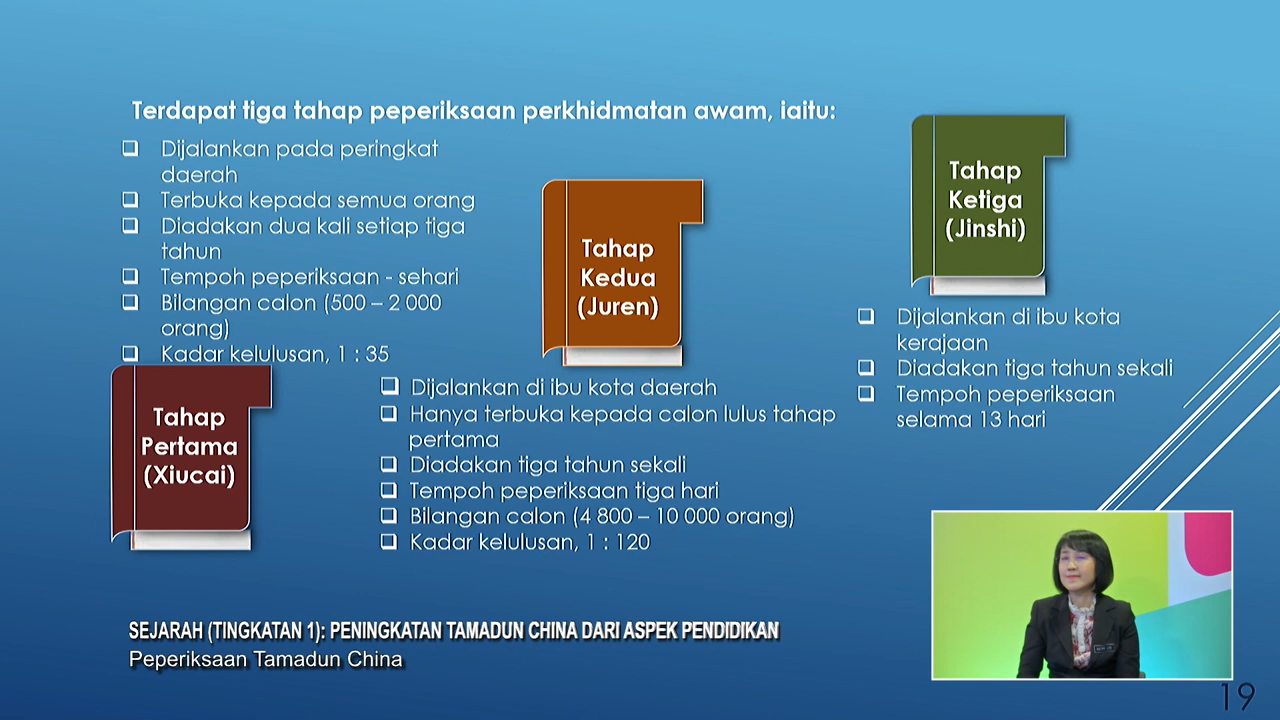 Terdapat tiga tahap peperiksaan perkhidmatan awam, iaitu:
❑ Dijalankan pada peringkat
daerah
❑ Terbuka kepada semua orang
❑ Diadakan dua kali setiap tiga
tahun
❑ Tempoh peperiksaan - sehari
❑ Bilangan calon (500 – 2 000
orang)
❑ Kadar kelulusan, 1 : 35
Tahap
Pertama
(Xiucai)
Tahap
Kedua
(Juren)
❑ Dijalankan di ibu kota daerah
❑ Hanya terbuka kepada calon lulus tahap
pertama
❑ Diadakan tiga tahun sekali
❑ Tempoh peperiksaan tiga hari
❑ Bilangan calon (4 800 – 10 000 orang)
❑ Kadar kelulusan, 1 : 120
Tahap
Ketiga
(Jinshi)
❑ Dijalankan di ibu kota
kerajaan
❑ Diadakan tiga tahun sekali
❑ Tempoh peperiksaan
selama 13 hari
SEJARAH (TINGKATAN 1): PENINGKATAN TAMADUN CHINA DARI ASPEK PENDIDIKAN
Peperiksaan Tamadun China
19